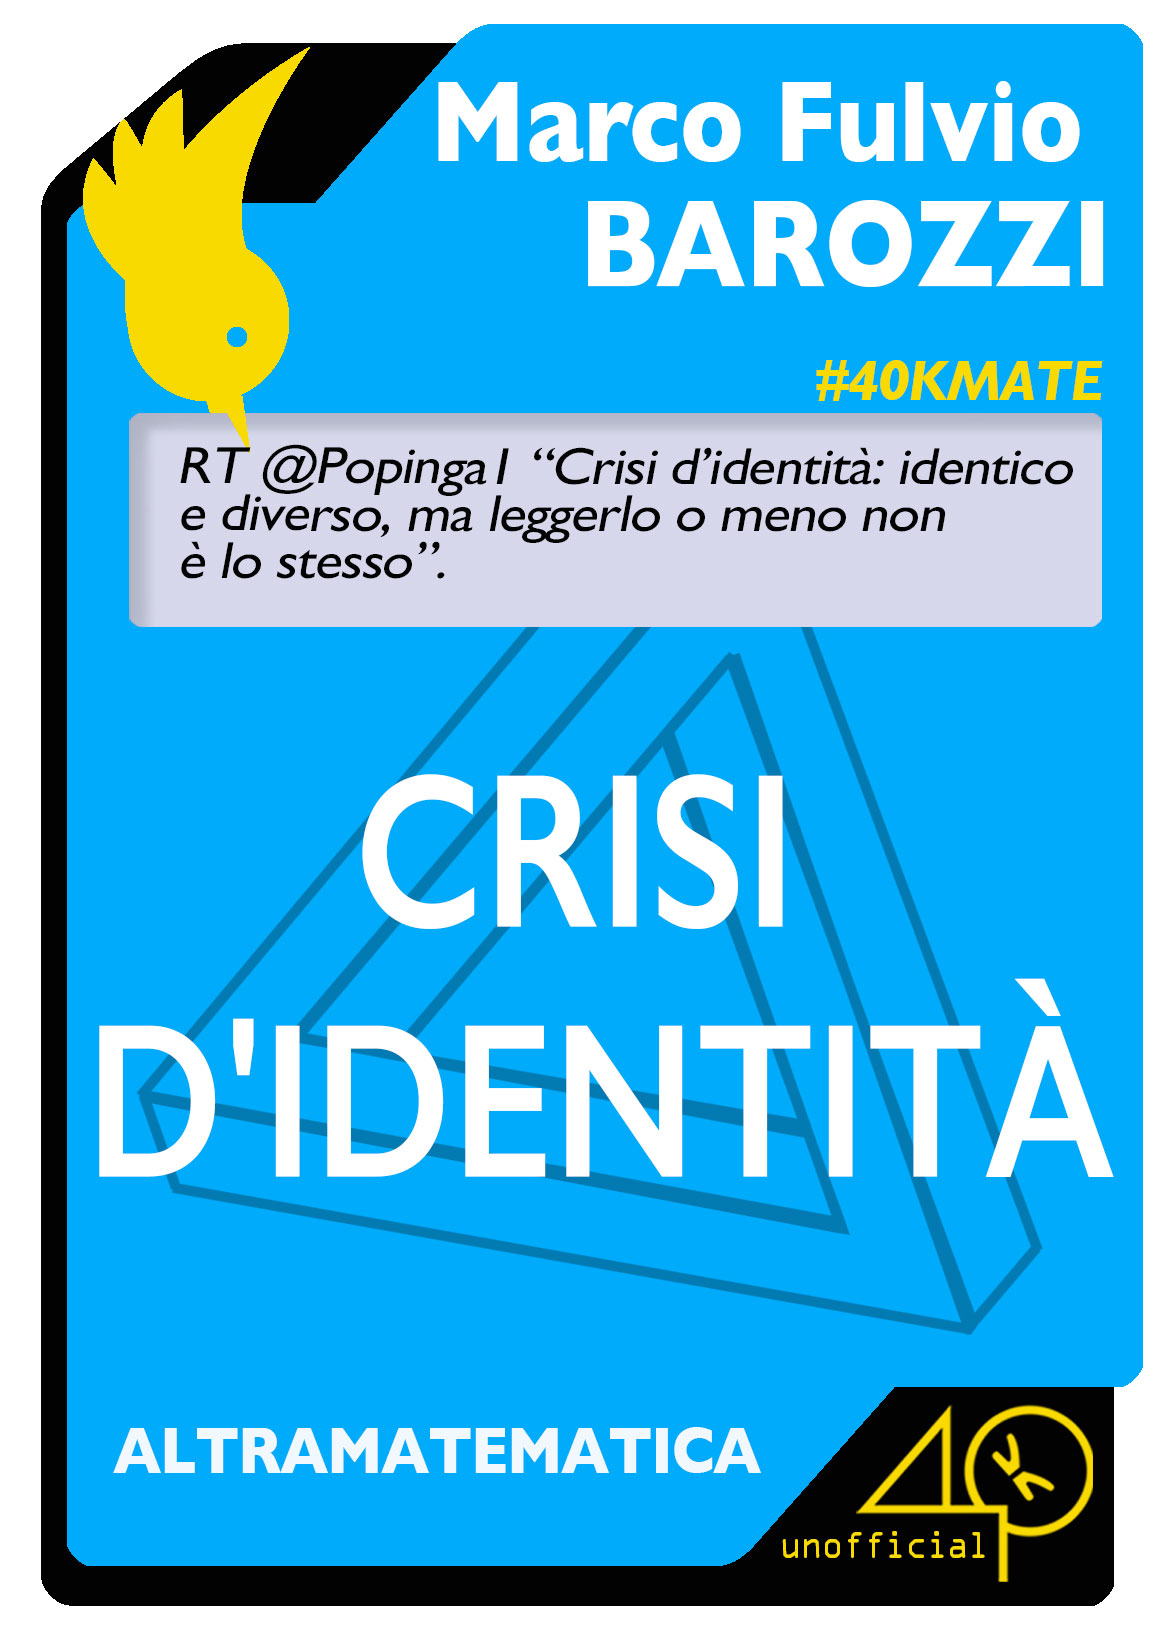 Marco Fulvio
BAROZZI
#40KMATE
RT @Popinga1 “Crisi d’identità: identico
e diverso, ma leggerlo o meno non
è lo stesso”.
CRISI
D'IDENTITÀ
ALTRAMATEMATICA
40K
unofficial